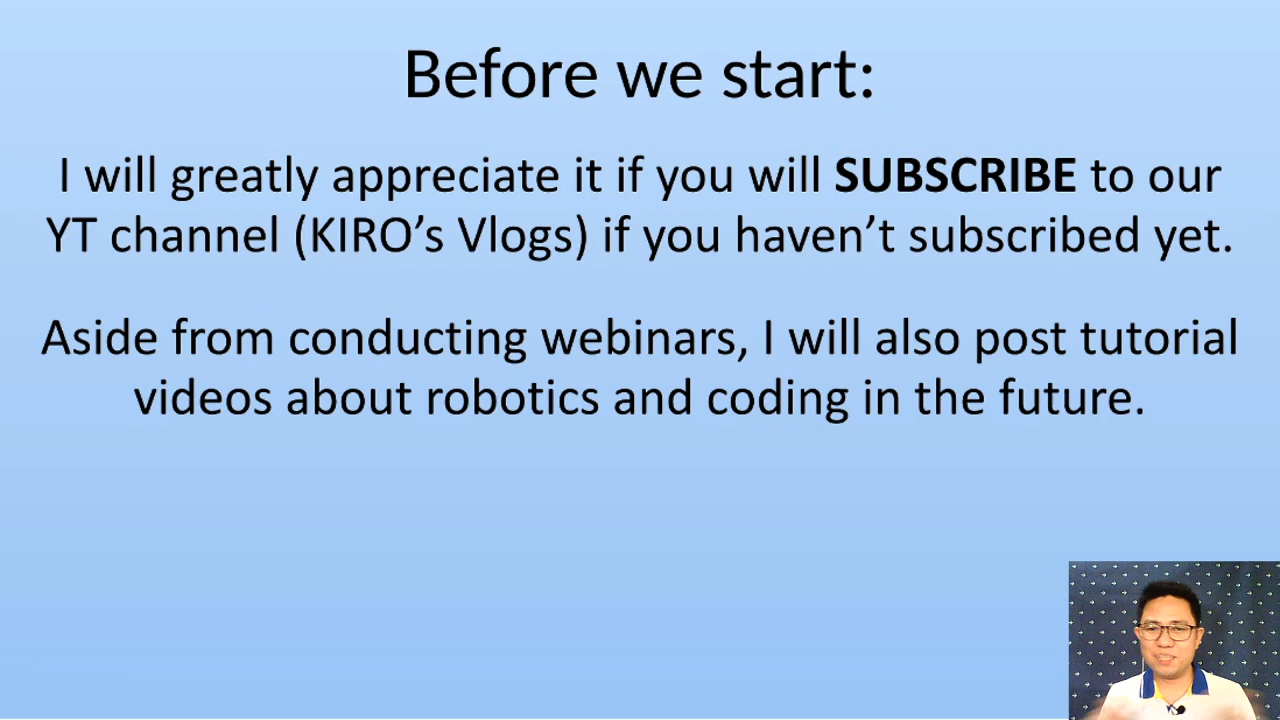 Before we start:
I will greatly appreciate it if you will SUBSCRIBE to our
YT channel (KIRO’s Vlogs) if you haven’t subscribed yet.
Aside from conducting webinars, I will also post tutorial
videos about robotics and coding in the future.